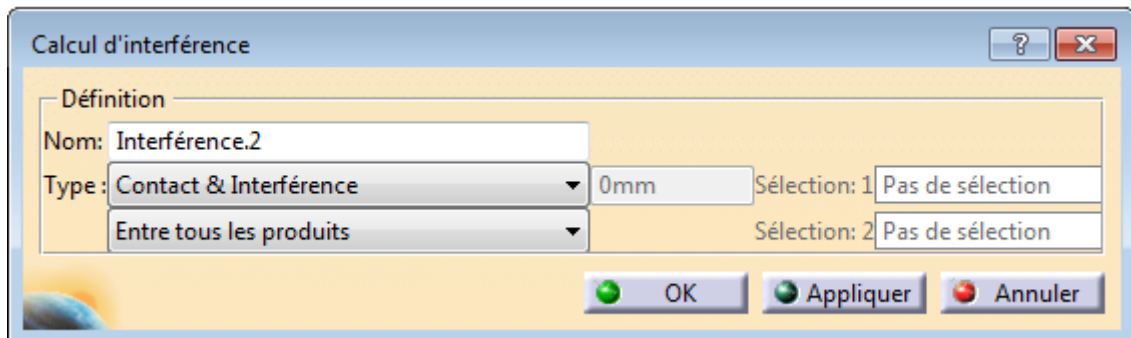 Calcul d'interférence
Définition
Nom: Interférence.2
Type : Contact & Interférence 0mm Sélection: 1 Pas de sélection
Entre tous les produits Sélection: 2 Pas de sélection
OK Appliquer Annuler